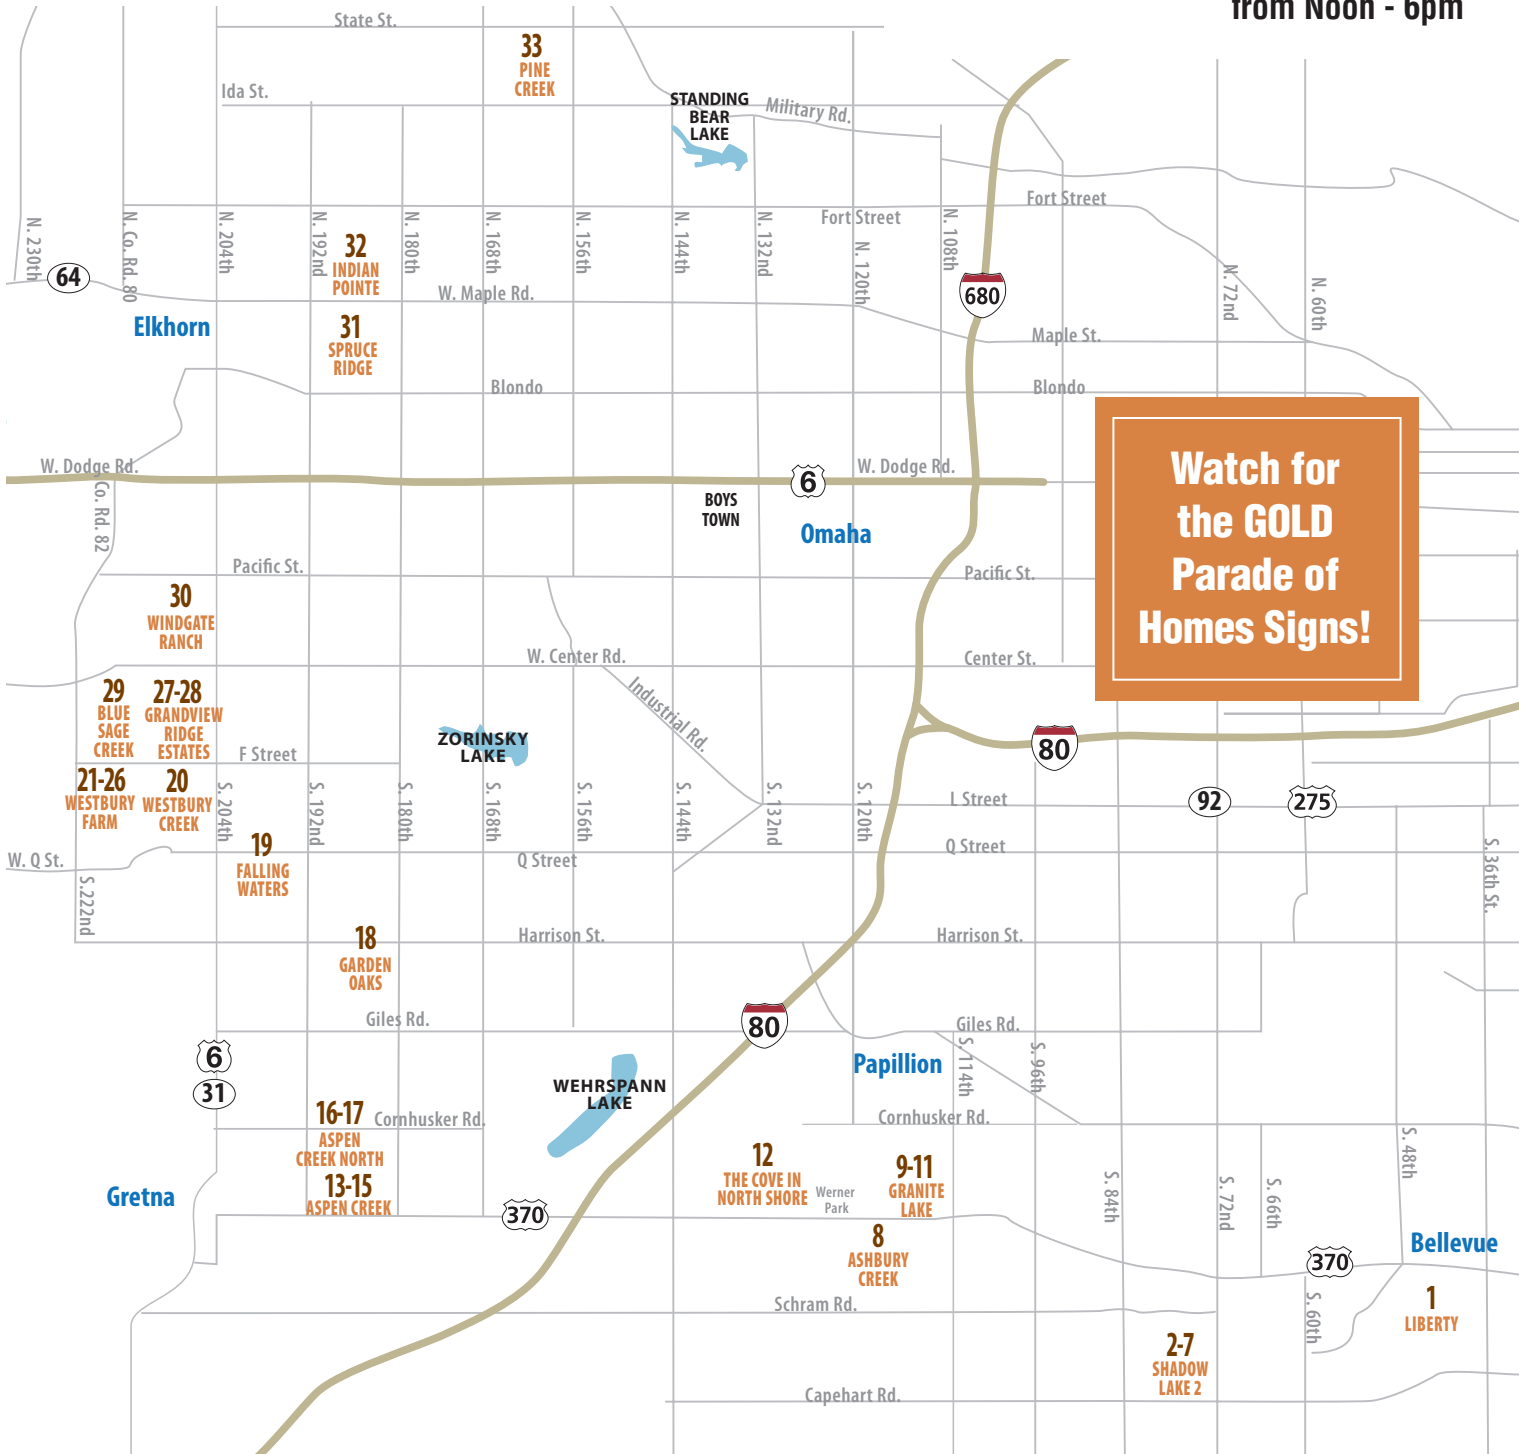 from Noon - 6pm
State St.
33
PINE
CREEK
Ida St.
STANDING
BEAR
LAKE
Military Rd.
Fort Street
Fort Street
N. 230th
N. Co. Rd. 80
N. 204th
N. 192nd
N. 180th
N. 168th
N. 156th
N. 144th
N. 132nd
N. 120th
N. 108th
N. 72nd
N. 60th
32
INDIAN
POINTE
64
680
W. Maple Rd.
Elkhorn
31
SPRUCE
RIDGE
Maple St.
Blondo
Blondo
W. Dodge Rd.
W. Dodge Rd.
6
Co. Rd. 82
BOYS
TOWN
Omaha
Watch for
the GOLD
Parade of
Homes Signs!
Pacific St.
Pacific St.
30
WINDGATE
RANCH
W. Center Rd.
Center St.
Industrial Rd.
29
BLUE
SAGE
CREEK
27-28
GRANDVIEW
RIDGE
ESTATES
ZORINSKY
LAKE
F Street
80
21-26
WESTBURY
FARM
20
WESTBURY
CREEK
S. 204th
S. 192nd
S. 180th
S. 168th
S. 156th
S. 144th
S. 132nd
S. 120th
L Street
92
275
19
FALLING
WATERS
W. Q St.
Q Street
Q Street
S. 36th St.
S.222nd
18
GARDEN
OAKS
Harrison St.
Harrison St.
Giles Rd.
80
Giles Rd.
6
31
WEHRSPANN
LAKE
Papillion
S. 114th
S. 96th
16-17
ASPEN
CREEK NORTH
Cornhusker Rd.
Cornhusker Rd.
13-15
ASPEN CREEK
Gretna
370
12
THE COVE IN
NORTH SHORE
Werner
Park
9-11
GRANITE
LAKE
S. 84th
S. 72nd
S. 66th
S. 48th
8
ASHBURY
CREEK
370
Bellevue
S. 60th
1
LIBERTY
Schram Rd.
2-7
SHADOW
LAKE 2
Capehart Rd.